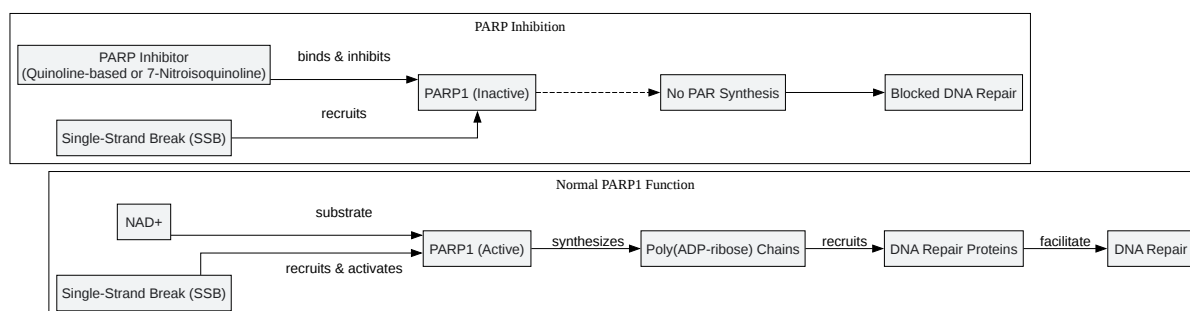 PARP Inhibition
PARP Inhibitor
(Quinoline-based or 7-Nitroisoquinoline)
binds & inhibits
PARP1 (Inactive)
No PAR Synthesis
Blocked DNA Repair
recruits
Single-Strand Break (SSB)
Normal PARP1 Function
NAD+
substrate
PARP1 (Active)
synthesizes
Poly(ADP-ribose) Chains
recruits
DNA Repair Proteins
facilitate
DNA Repair
recruits & activates
Single-Strand Break (SSB)